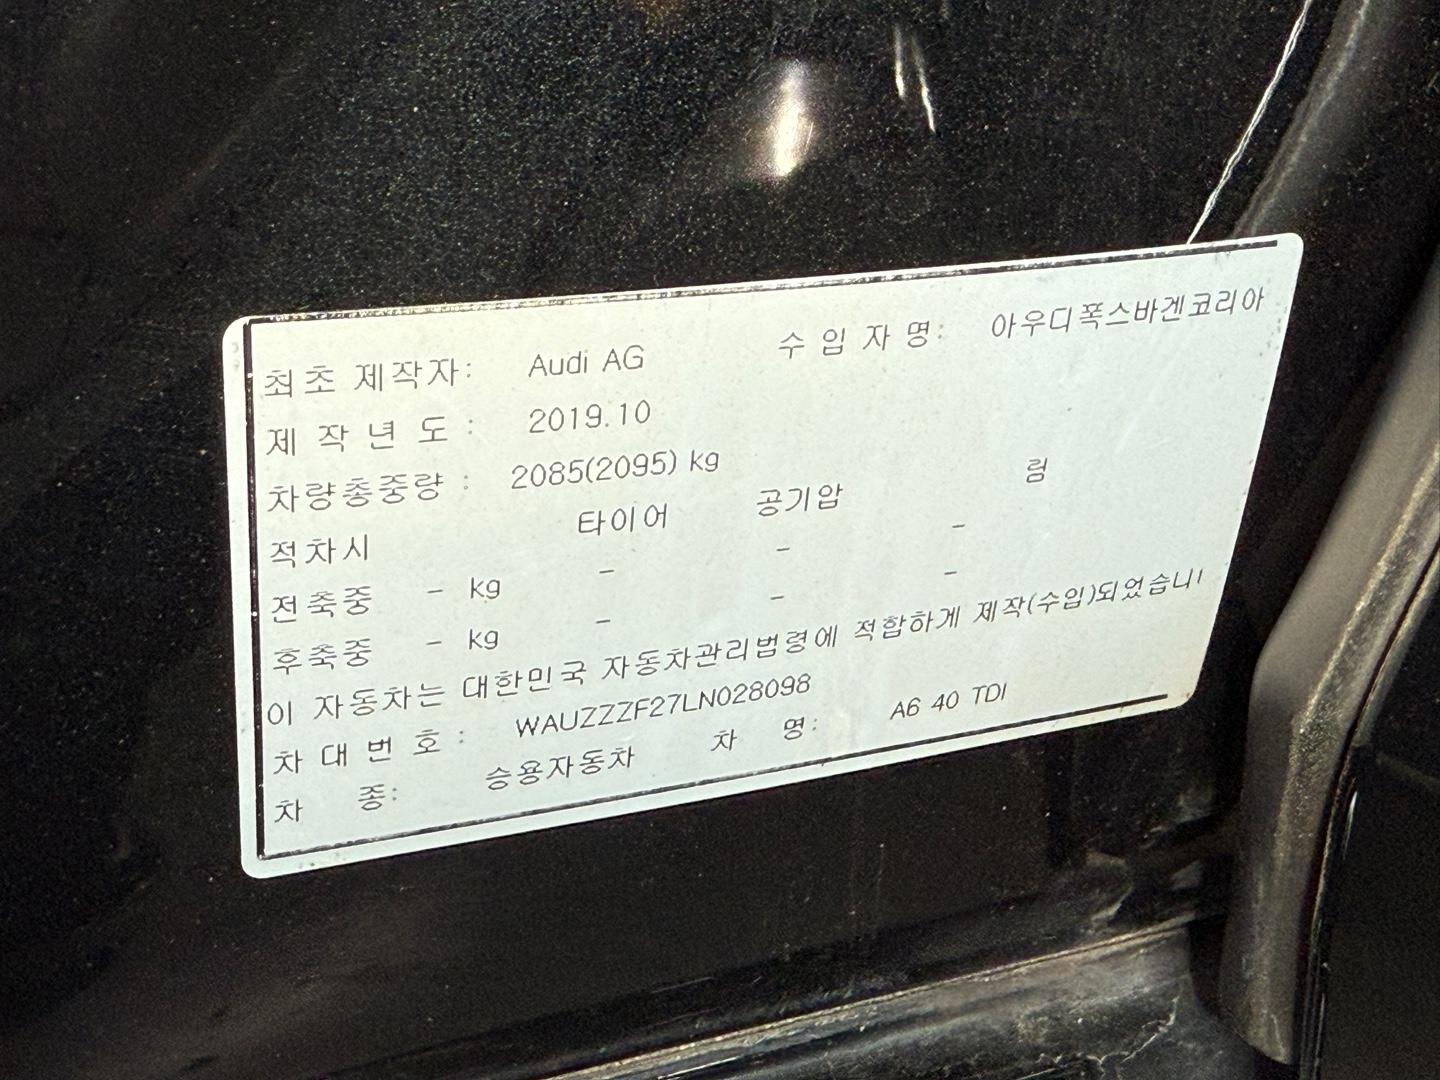 최초 제작자: Audi AG 수 입 자 명: 아우디폭스바겐코리아
제 작 년 도 : 2019.10
차량총중량 : 2085(2095) kg
적차시 타이어 공기압 림
전축중 - kg - - -
후축중 - kg - - -
이 자동차는 대한민국 자동차관리법령에 적합하게 제작(수입)되었습니
차 대 번 호 : WAUZZZF27LN028098
차 종: 승용자동차 차 명: A6 40 TDI